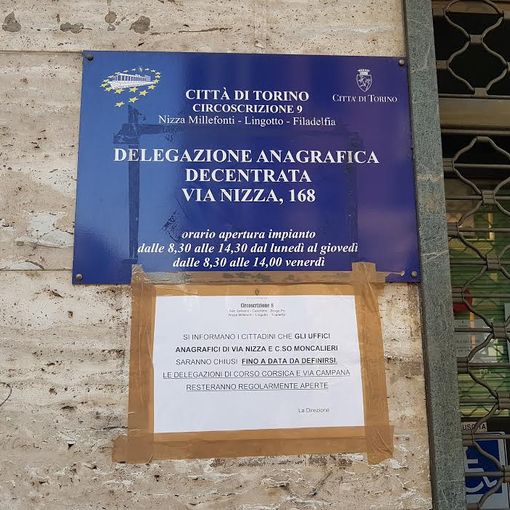 CITTÀ DI TORINO
CIRCOSCRIZIONE 9
Nizza Millefonti - Lingotto - Filadelfia
CITTA' DI TORINO
DELEGAZIONE ANAGRAFICA
DECENTRATA
VIA NIZZA, 168
orario apertura impianto
dalle 8,30 alle 14,30 dal lunedì al giovedì
dalle 8,30 alle 14,00 venerdì
Circoscrizione 8
SI INFORMANO I CITTADINI CHE GLI UFFICI
ANAGRAFICI DI VIA NIZZA E C.SO MONCALIERI
SARANNO CHIUSI FINO A DATA DA DEFINIRSI.
LE DELEGAZIONI DI CORSO CORSICA E VIA CAMPANA
RESTERANNO REGOLARMENTE APERTE
La Direzione